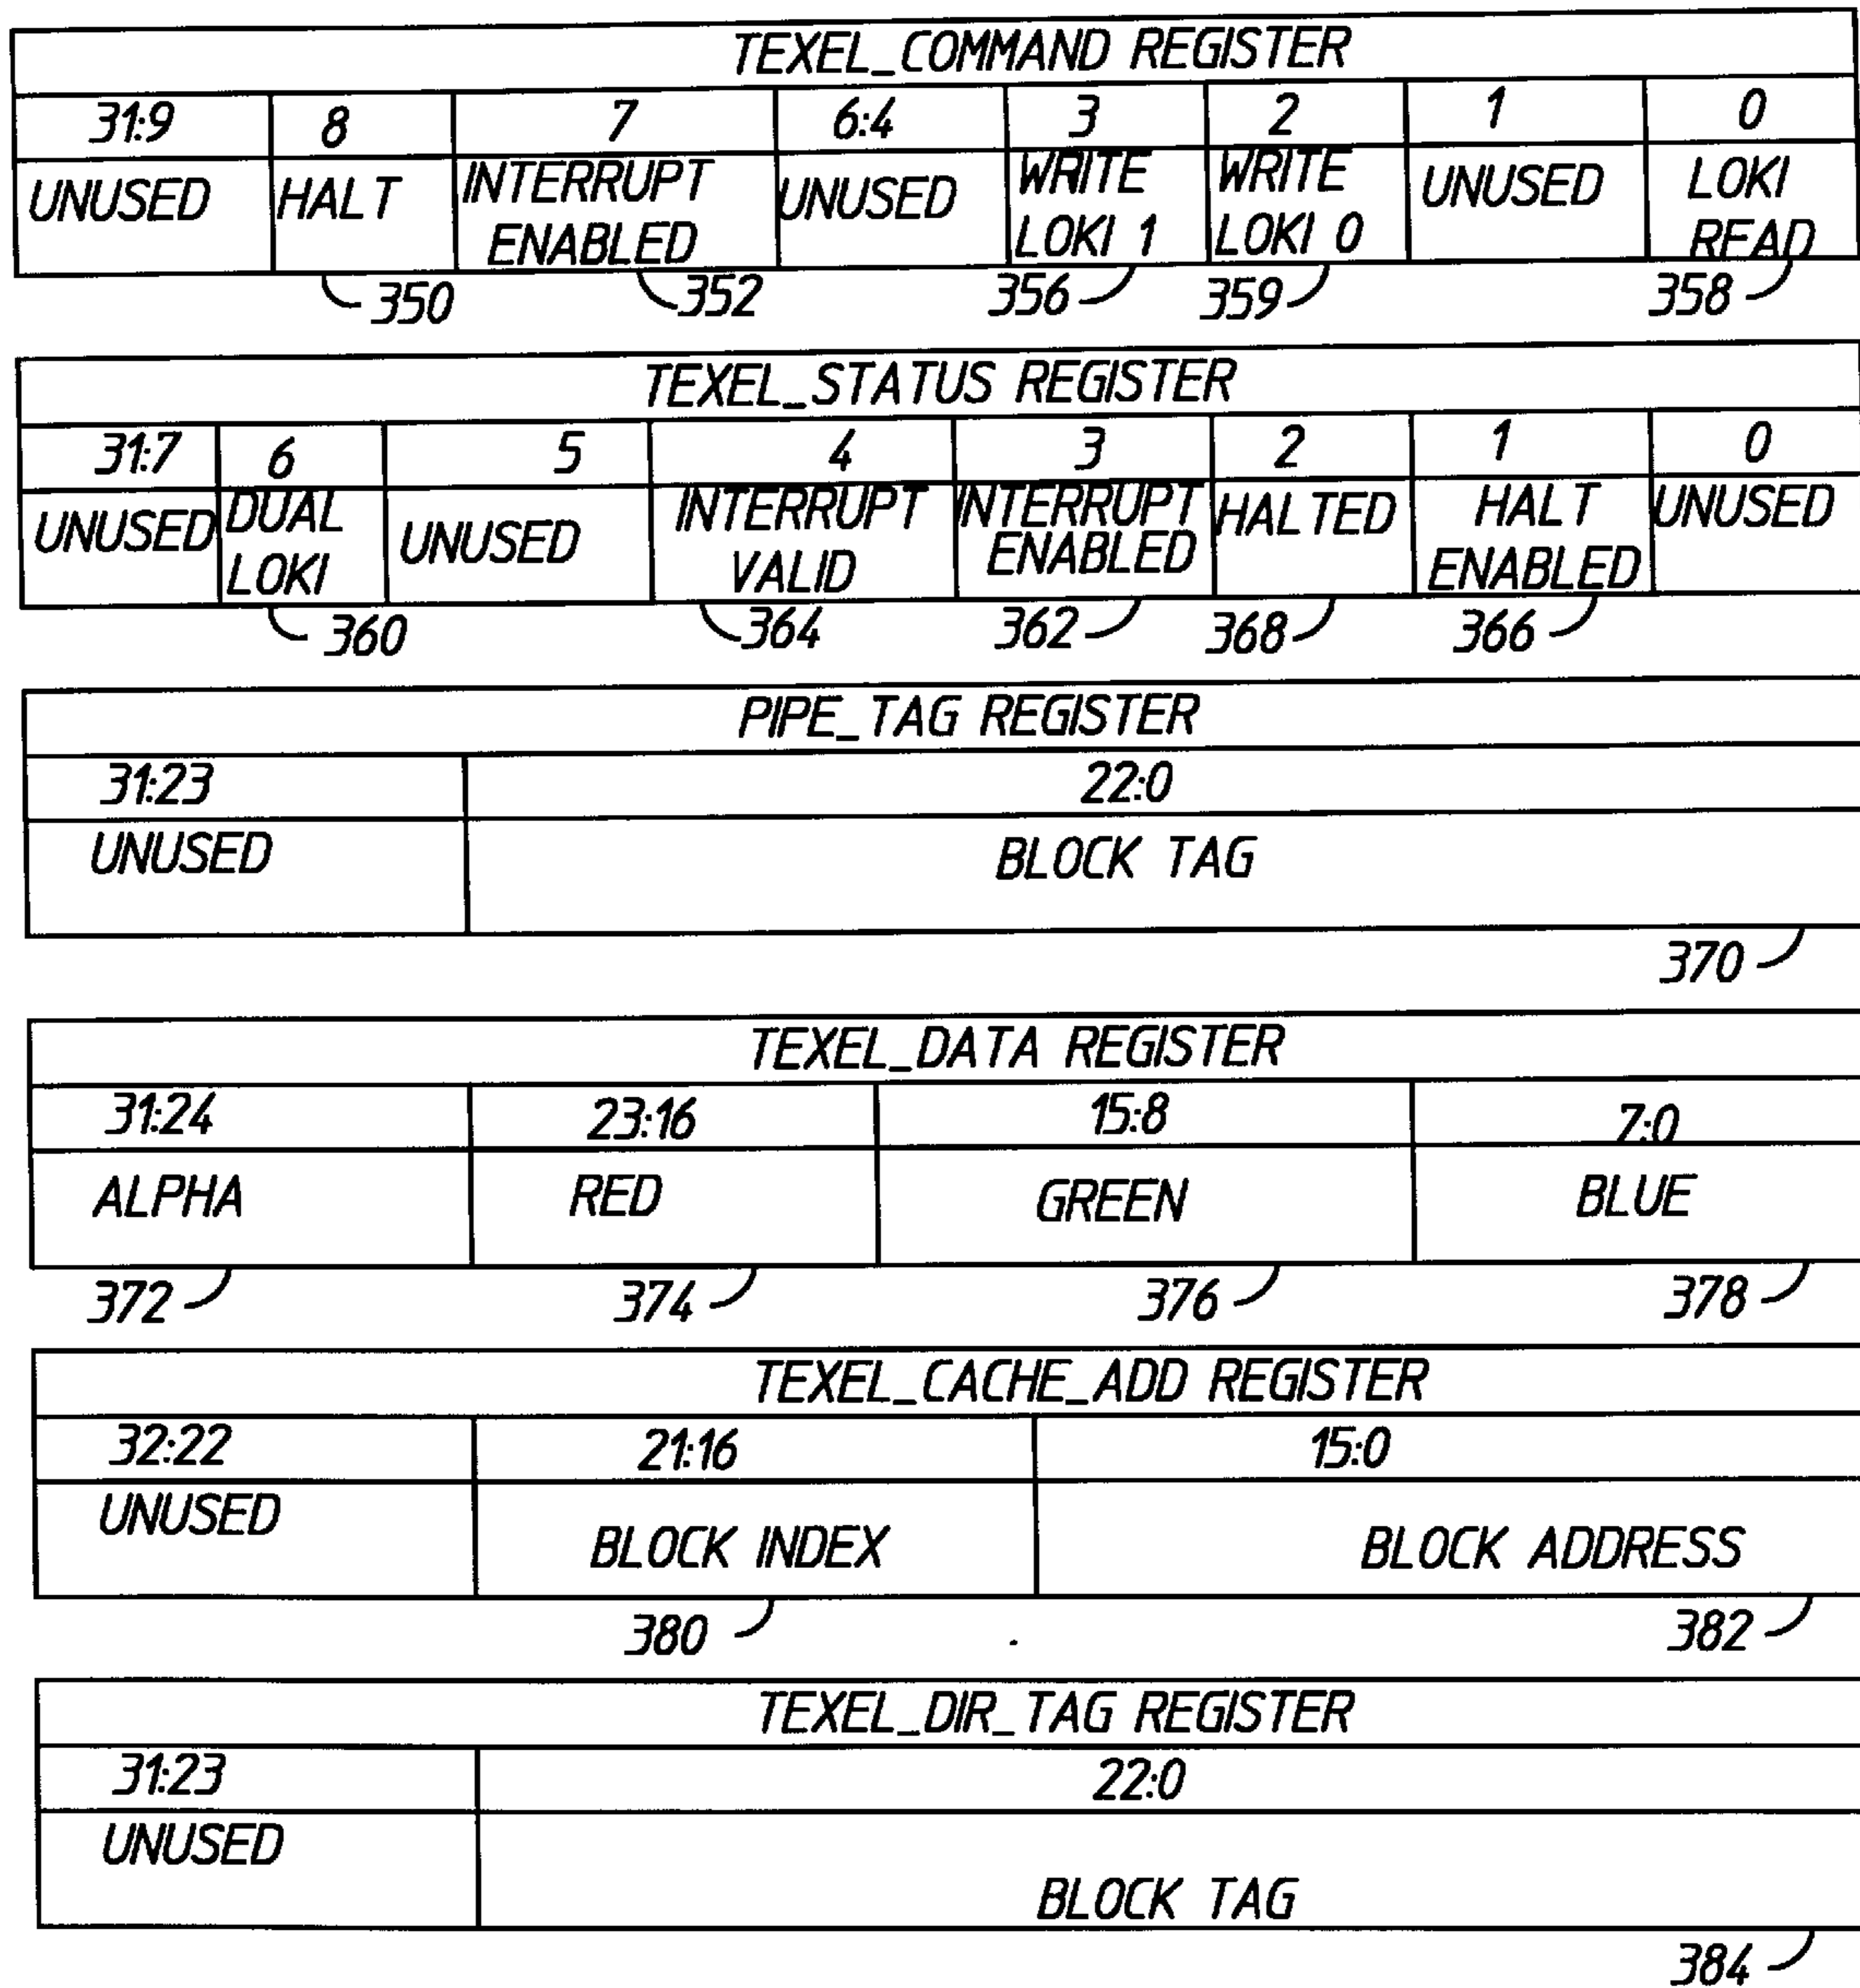 TEXEL_COMMAND REGISTER
31:9 8 7 6:4 3 2 1 0
UNUSED HALT INTERRUPT ENABLED UNUSED WRITE LOKI 1 WRITE LOKI 0 UNUSED LOKI READ
350 352 356 359 358
TEXEL_STATUS REGISTER
31:7 6 5 4 3 2 1 0
UNUSED DUAL LOKI UNUSED INTERRUPT VALID INTERRUPT ENABLED HALTED HALT ENABLED UNUSED
360 364 362 368 366
PIPE_TAG REGISTER
31:23 22:0
UNUSED BLOCK TAG
370
TEXEL_DATA REGISTER
31:24 23:16 15:8 7:0
ALPHA RED GREEN BLUE
372 374 376 378
TEXEL_CACHE_ADD REGISTER
32:22 21:16 15:0
UNUSED BLOCK INDEX BLOCK ADDRESS
380 382
TEXEL_DIR_TAG REGISTER
31:23 22:0
UNUSED BLOCK TAG
384